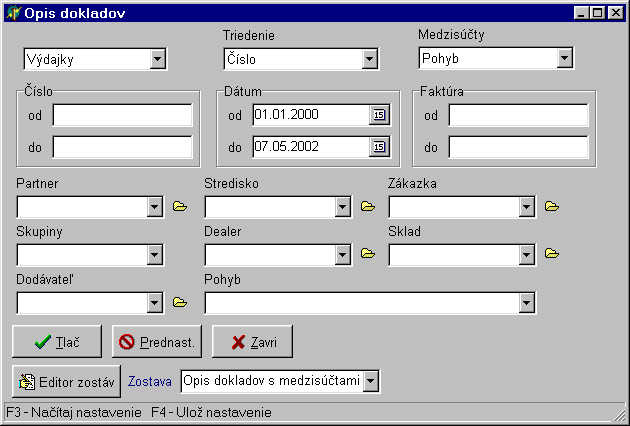 Opis dokladov
Triedenie Medzisúčty
Výdajky Číslo Pohyb
Číslo Dátum Faktúra
od od 01.01.2000 od
do do 07.05.2002 do
Partner Stredisko Zákazka
Skupiny Dealer Sklad
Dodávateľ Pohyb
Tlač Prednast. Zavri
Editor zostáv Zostava Opis dokladov s medzisúčtami
F3 - Načítaj nastavenie F4 - Ulož nastavenie